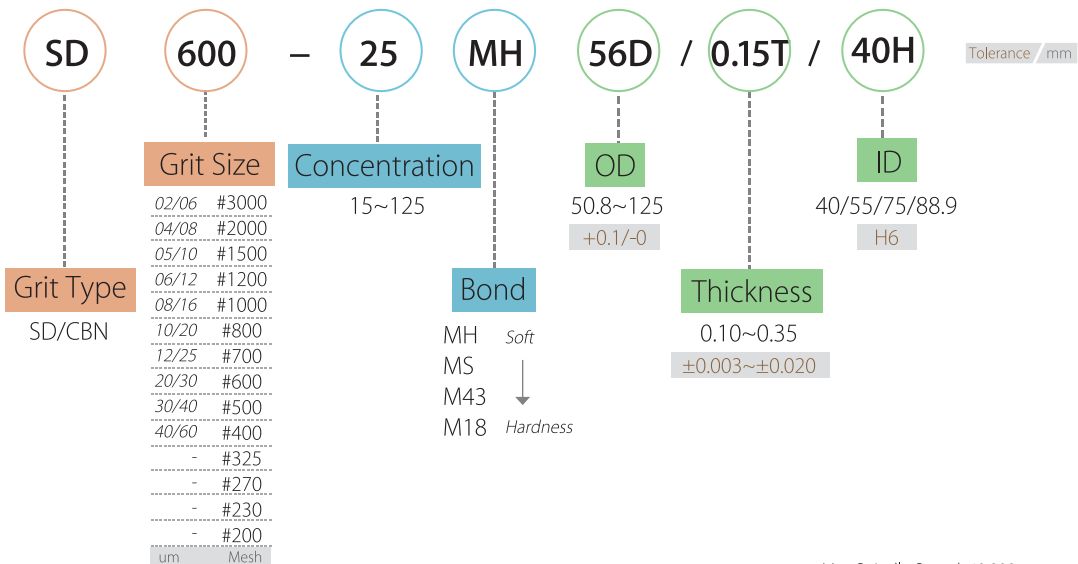 SD 600 – 25 MH 56D / 0.15T / 40H
Tolerance / mm
Grit Type
SD/CBN
Grit Size
02/06 #3000
04/08 #2000
05/10 #1500
06/12 #1200
08/16 #1000
10/20 #800
12/25 #700
20/30 #600
30/40 #500
40/60 #400
- #325
- #270
- #230
- #200
um Mesh
Concentration
15~125
Bond
MH Soft
MS
M43
M18 Hardness
OD
50.8~125
+0.1/-0
Thickness
0.10~0.35
±0.003~±0.020
ID
40/55/75/88.9
H6